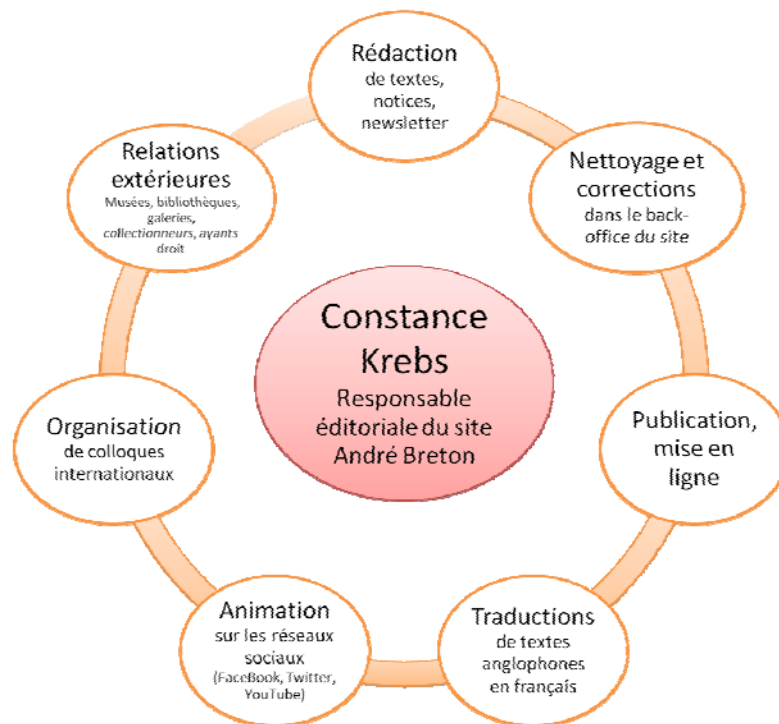 Rédaction
de textes,
notices,
newsletter
Nettoyage et
corrections
dans le back-
office du site
Publication,
mise en
ligne
Traductions
de textes
anglophones
en français
Animation
sur les réseaux
sociaux
(FaceBook, Twitter,
YouTube)
Organisation
de colloques
internationaux
Relations
extérieures
Musées, bibliothèques,
galeries,
collectionneurs, ayants
droit
Constance
Krebs
Responsable
éditoriale du site
André Breton